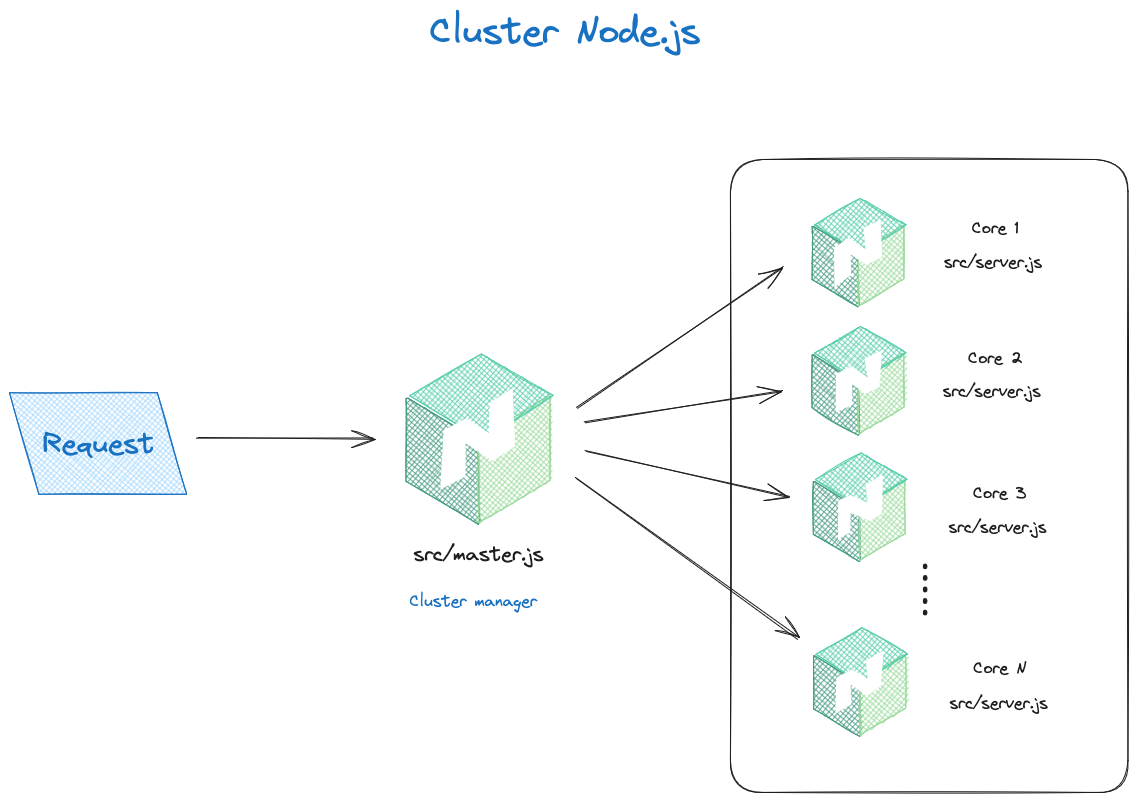 Cluster Node.js
Request
src/master.js
Cluster manager
Core 1
src/server.js
Core 2
src/server.js
Core 3
src/server.js
Core N
src/server.js